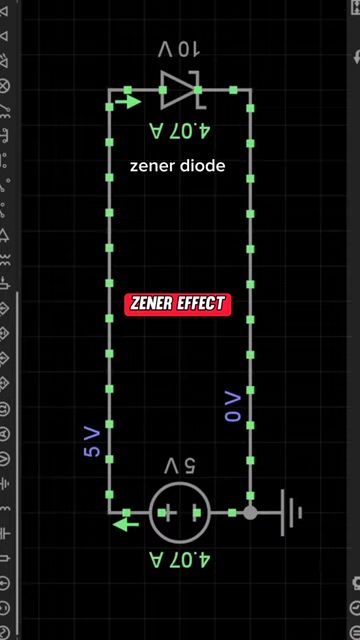 10 V
4.07 A
zener diode
ZENER EFFECT
0 V
5 V
5 V
4.07 A